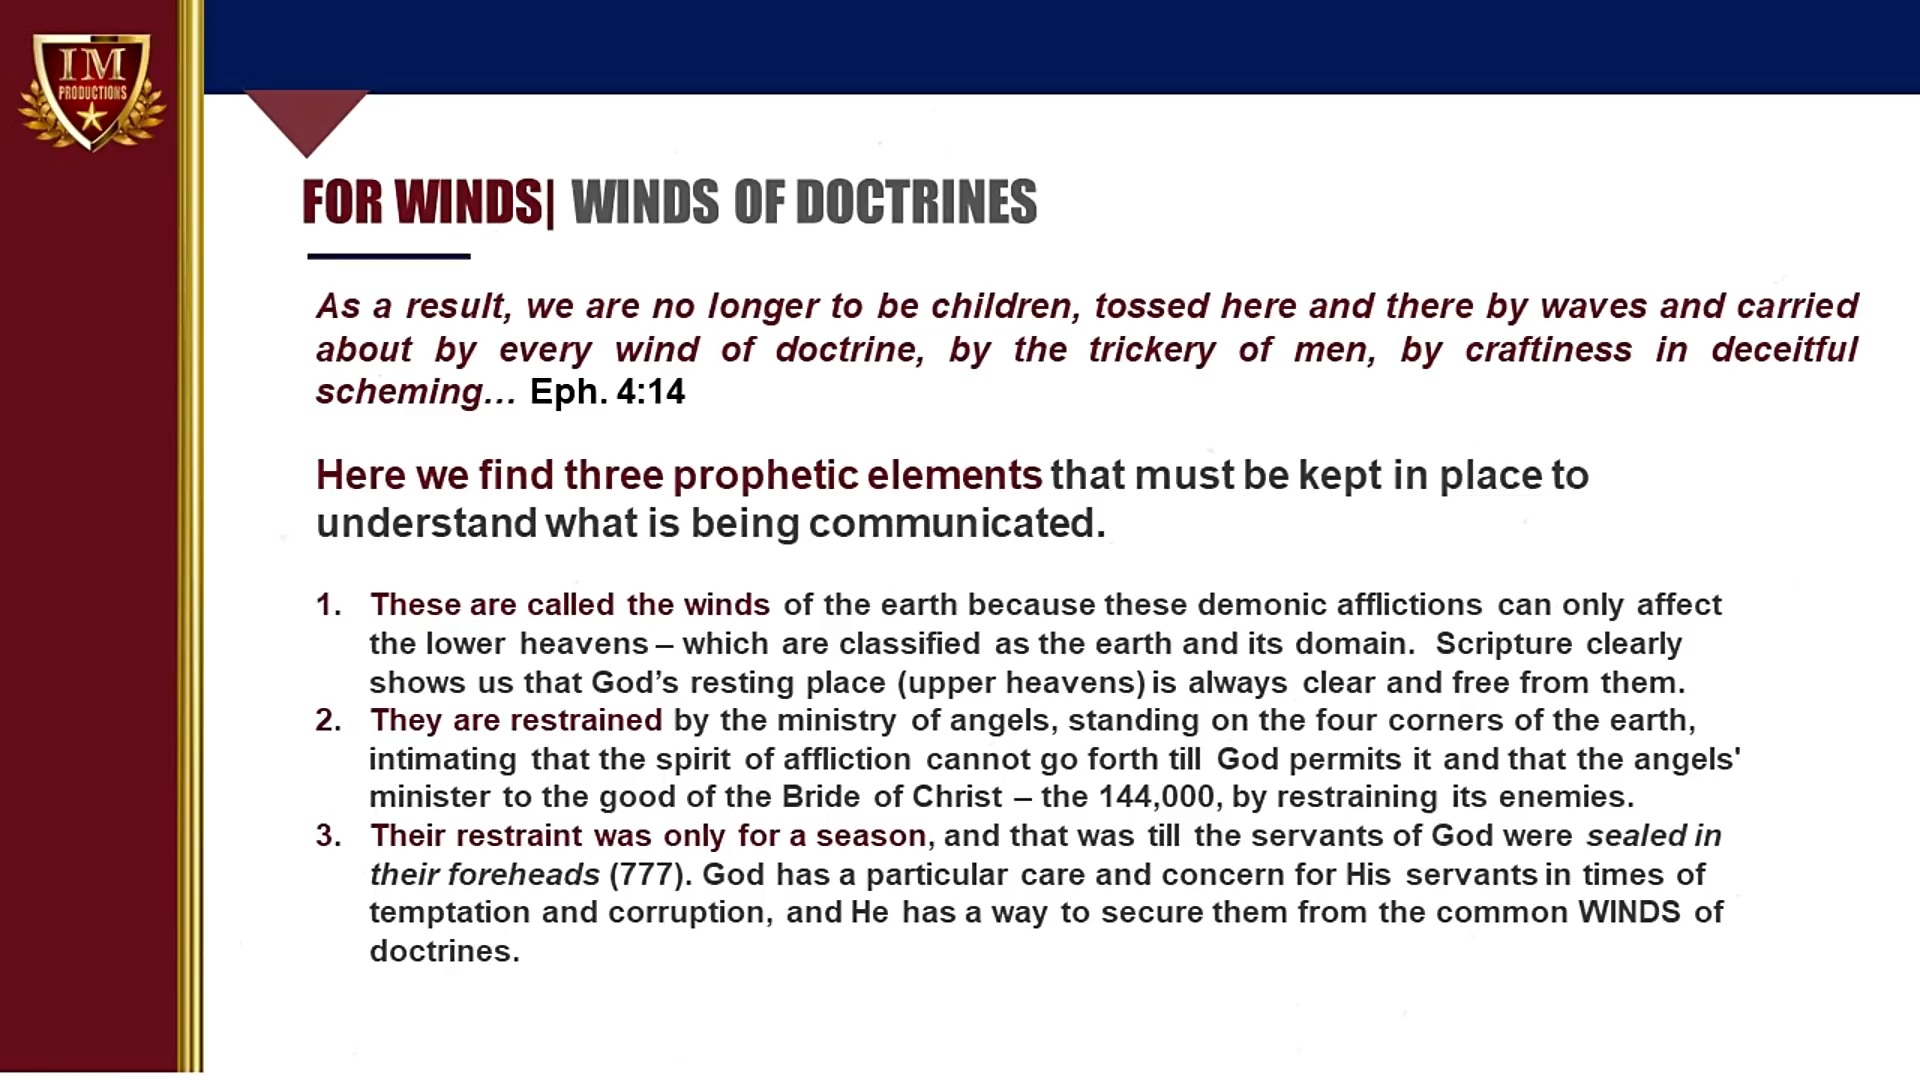 IM
PRODUCTIONS
FOR WINDS| WINDS OF DOCTRINES
As a result, we are no longer to be children, tossed here and there by waves and carried
about by every wind of doctrine, by the trickery of men, by craftiness in deceitful
scheming… Eph. 4:14
Here we find three prophetic elements that must be kept in place to
understand what is being communicated.
1. These are called the winds of the earth because these demonic afflictions can only affect
the lower heavens – which are classified as the earth and its domain. Scripture clearly
shows us that God’s resting place (upper heavens) is always clear and free from them.
2. They are restrained by the ministry of angels, standing on the four corners of the earth,
intimating that the spirit of affliction cannot go forth till God permits it and that the angels'
minister to the good of the Bride of Christ – the 144,000, by restraining its enemies.
3. Their restraint was only for a season, and that was till the servants of God were sealed in
their foreheads (777). God has a particular care and concern for His servants in times of
temptation and corruption, and He has a way to secure them from the common WINDS of
doctrines.